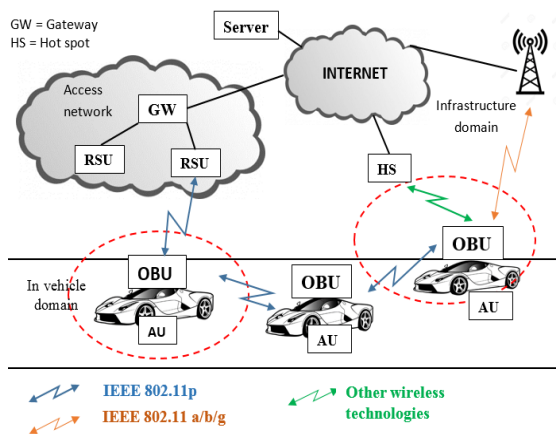 GW = Gateway
HS = Hot spot
Server
INTERNET
Access
network
GW
RSU
RSU
Infrastructure
domain
HS
OBU
AU
OBU
AU
OBU
AU
In vehicle
domain
IEEE 802.11p
IEEE 802.11 a/b/g
Other wireless
technologies